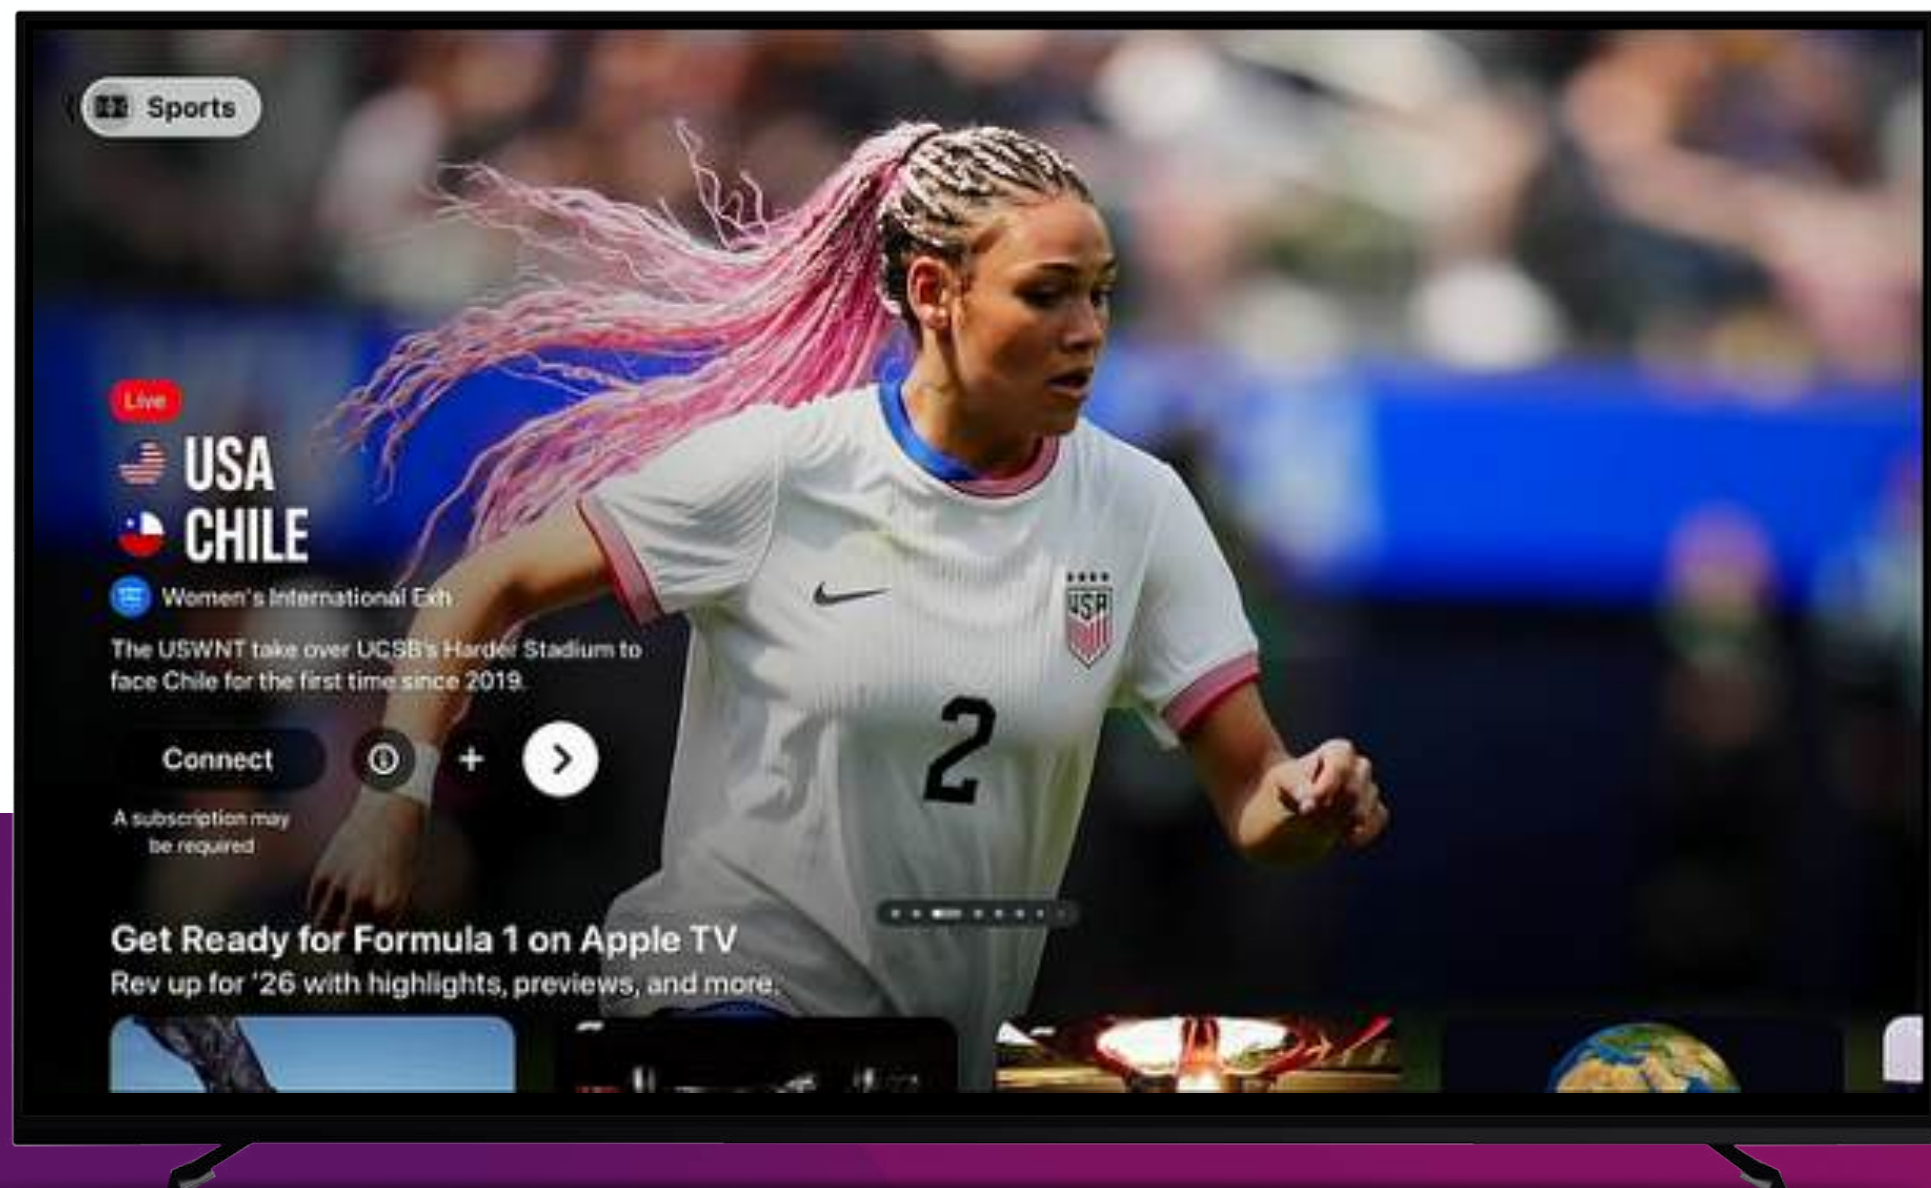 Sports
Live
USA
CHILE
Women's International Exh
The USWNT take over UCSB's Harder Stadium to
face Chile for the first time since 2019.
Connect
A subscription may
be required
USA
2
Get Ready for Formula 1 on Apple TV
Rev up for '26 with highlights, previews, and more.